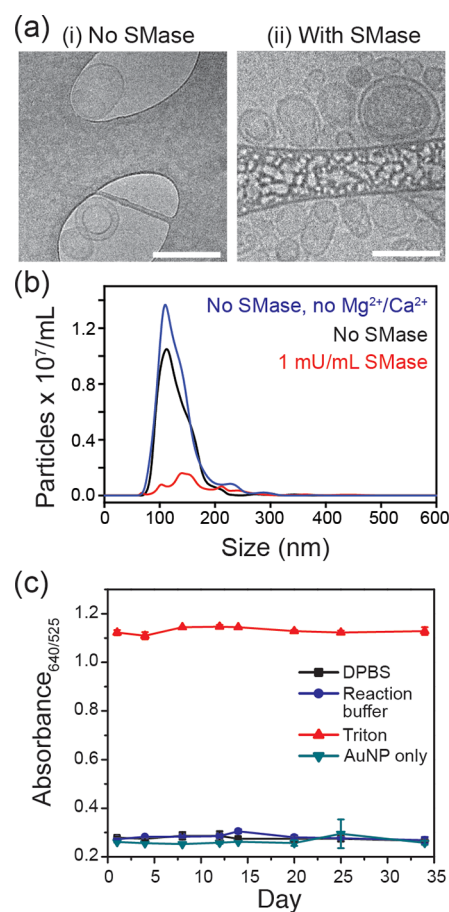 (a)
(i) No SMase
(ii) With SMase
(b)
No SMase, no Mg²⁺/Ca²⁺
No SMase
1 mU/mL SMase
Particles x 10⁷/mL
1.2
0.8
0.4
0.0
0 100 200 300 400 500 600
Size (nm)
(c)
Absorbance₆₄₀/₅₂₅
1.2
1.0
0.8
0.6
0.4
0.2
DPBS
Reaction
buffer
Triton
AuNP only
0 5 10 15 20 25 30 35
Day